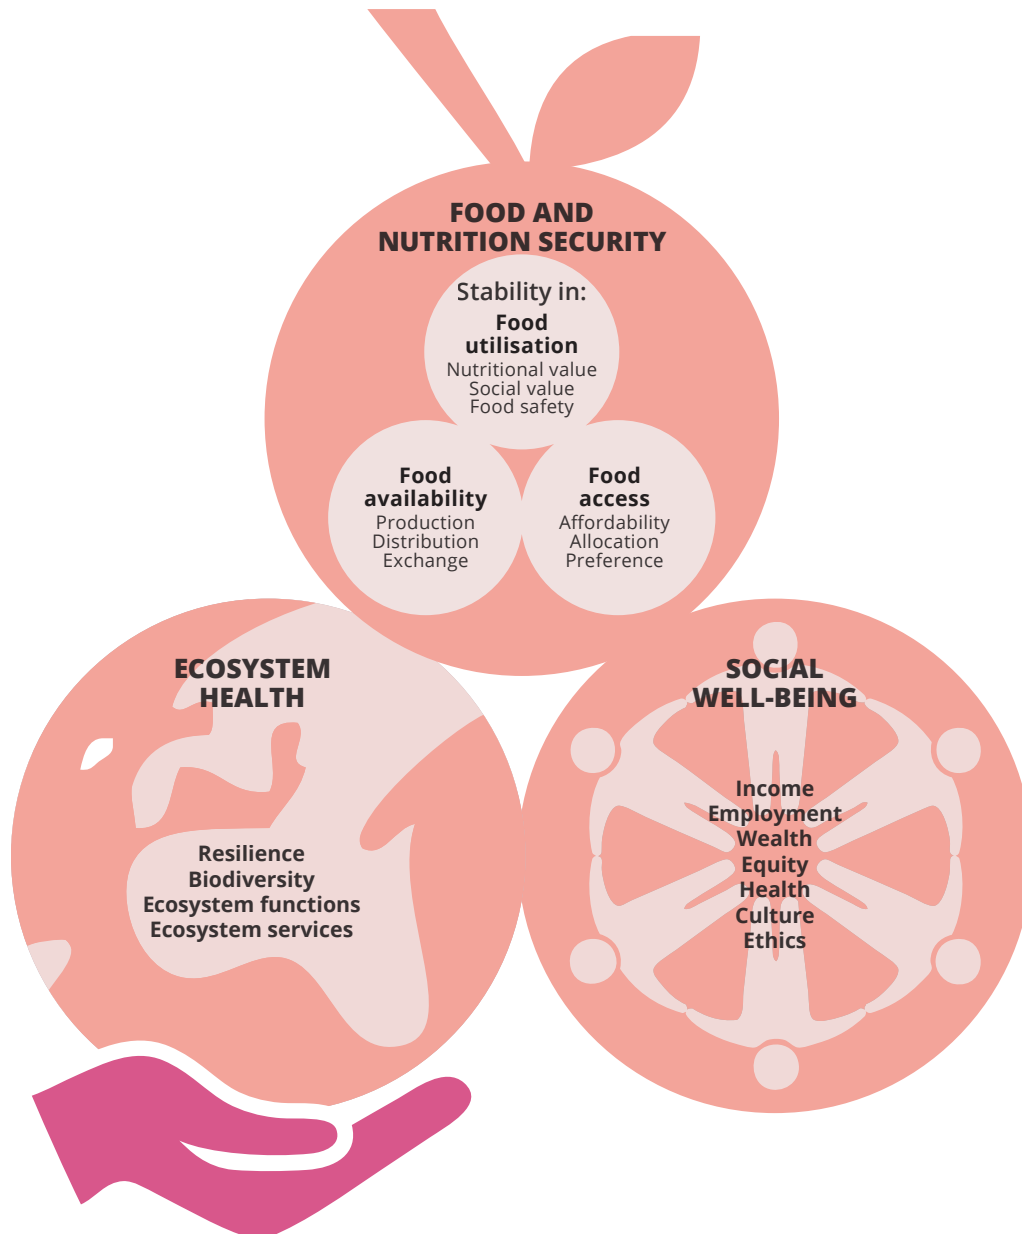 FOOD AND
NUTRITION SECURITY
Stability in:
Food
utilisation
Nutritional value
Social value
Food safety
Food
availability
Production
Distribution
Exchange
Food
access
Affordability
Allocation
Preference
ECOSYSTEM
HEALTH
Resilience
Biodiversity
Ecosystem functions
Ecosystem services
SOCIAL
WELL-BEING
Income
Employment
Wealth
Equity
Health
Culture
Ethics